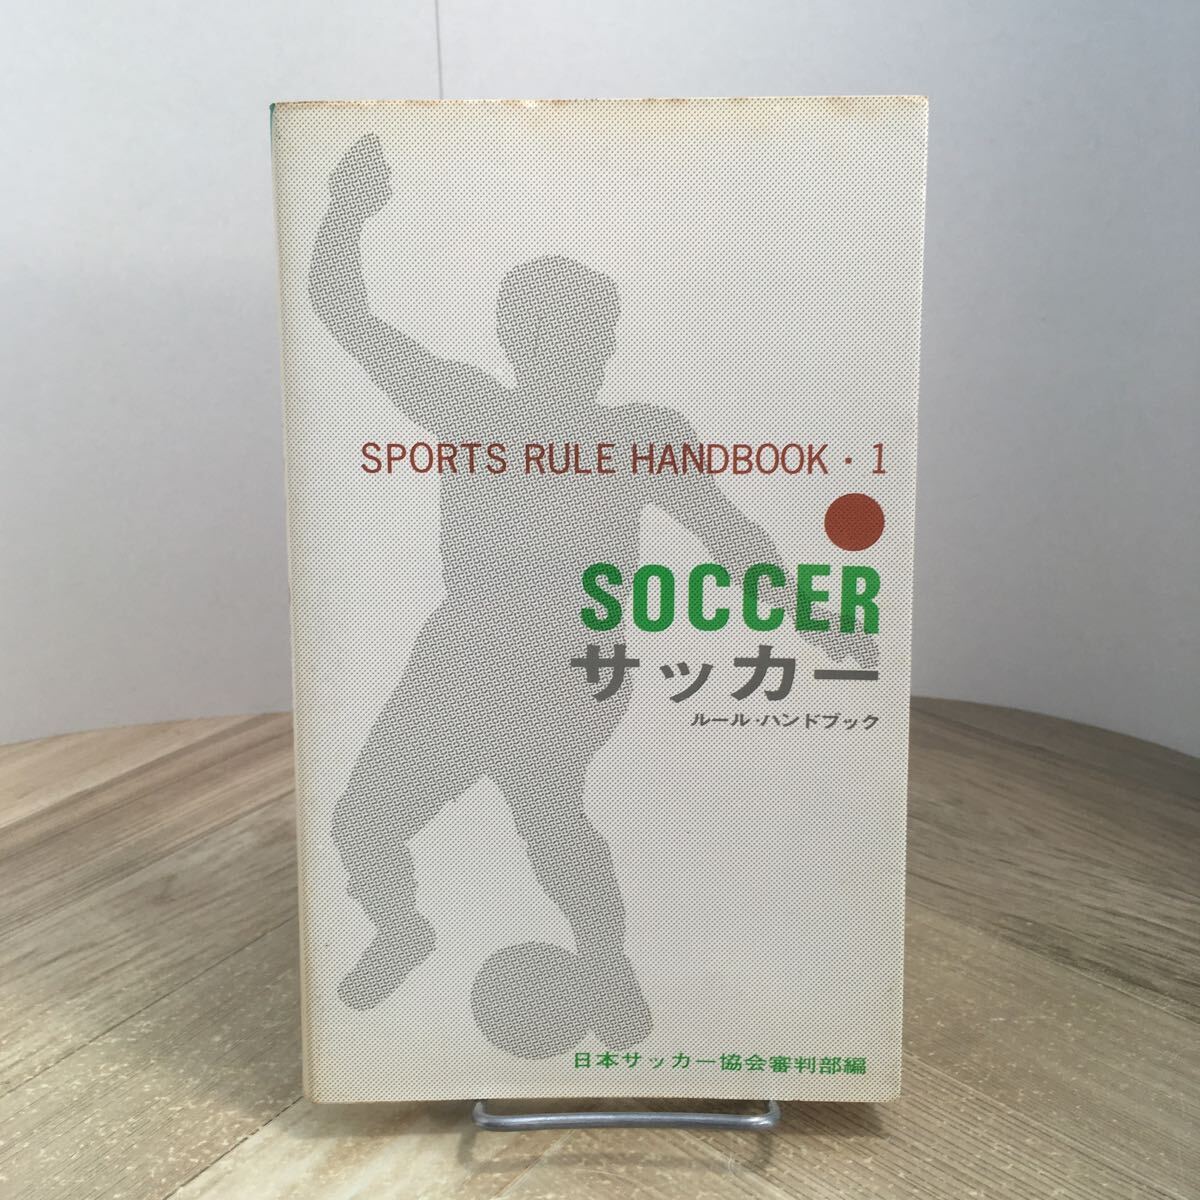 SPORTS RULE HANDBOOK・1
SOCCER
サッカー
ルール・ハンドブック
日本サッカー協会審判部編